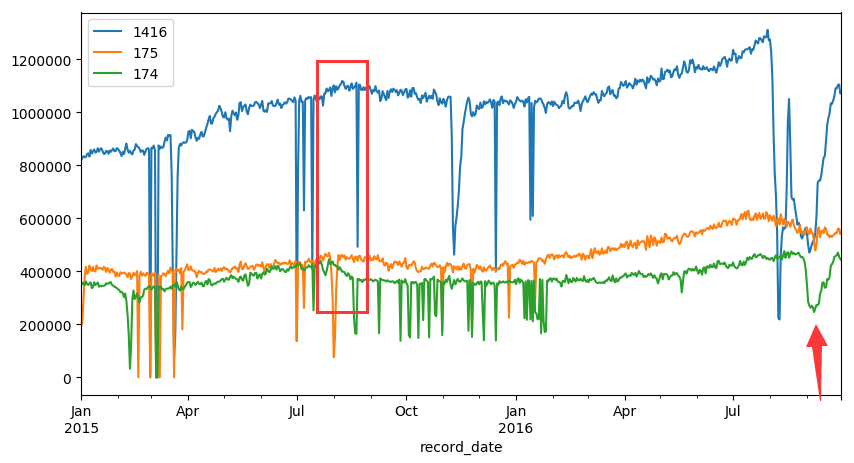 1416
175
174
1200000
1000000
800000
600000
400000
200000
0
Jan
2015
Apr
Jul
Oct
Jan
2016
Apr
Jul
record_date